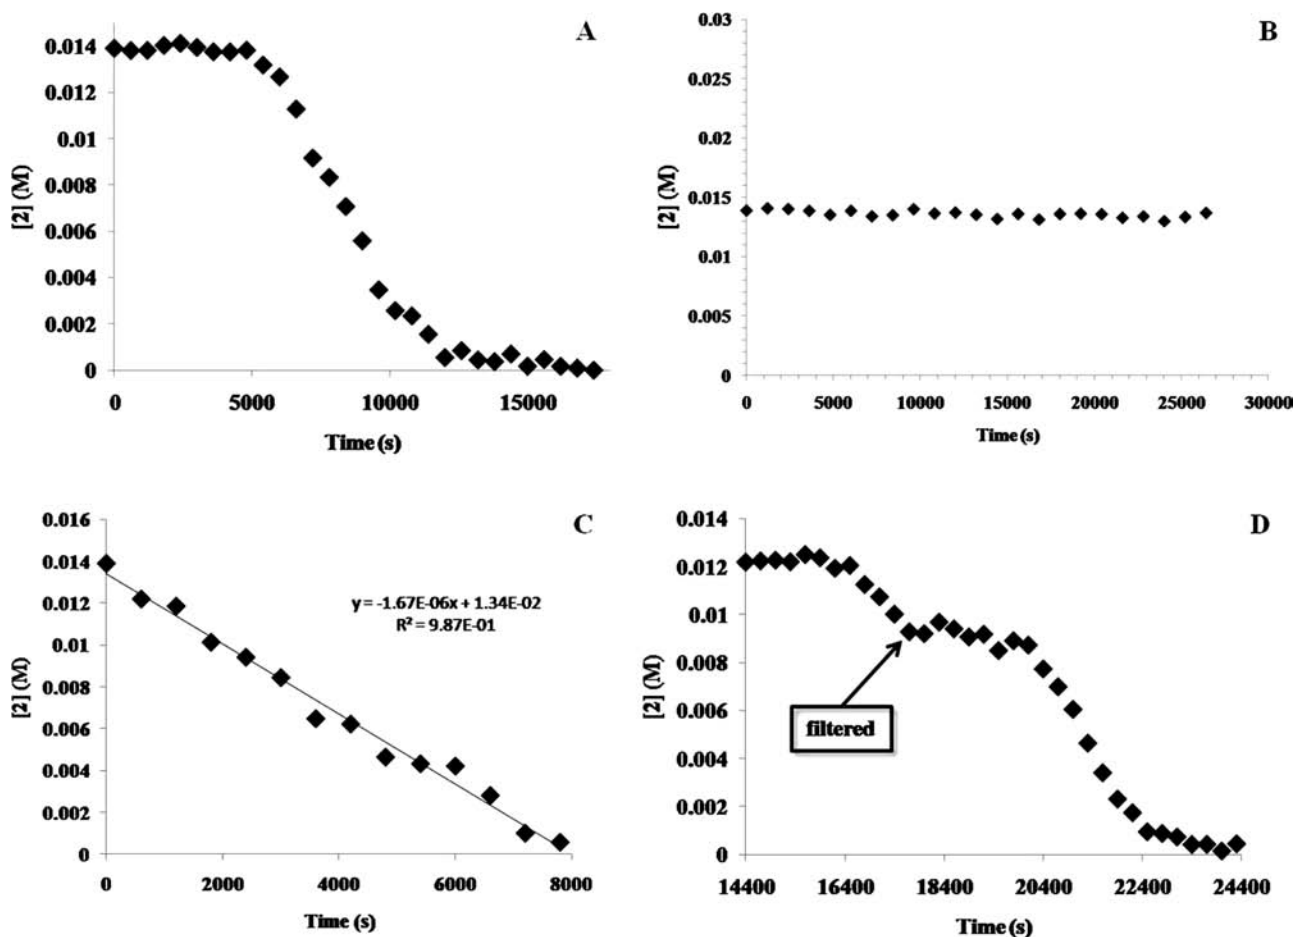 A
[2] (M)
0.014
0.012
0.01
0.008
0.006
0.004
0.002
0
0 5000 10000 15000
Time (s)
B
[2] (M)
0.03
0.025
0.02
0.015
0.01
0.005
0
0 5000 10000 15000 20000 25000 30000
Time (s)
C
[2] (M)
0.016
0.014
0.012
0.01
0.008
0.006
0.004
0.002
0
y = -1.67E-06x + 1.34E-02
R² = 9.87E-01
0 2000 4000 6000 8000
Time (s)
D
[2] (M)
0.014
0.012
0.01
0.008
0.006
0.004
0.002
0
filtered
14400 16400 18400 20400 22400 24400
Time (s)